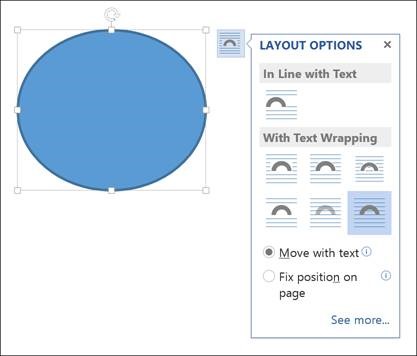 LAYOUT OPTIONS
In Line with Text
With Text Wrapping
Move with text
Fix position on
page
See more...